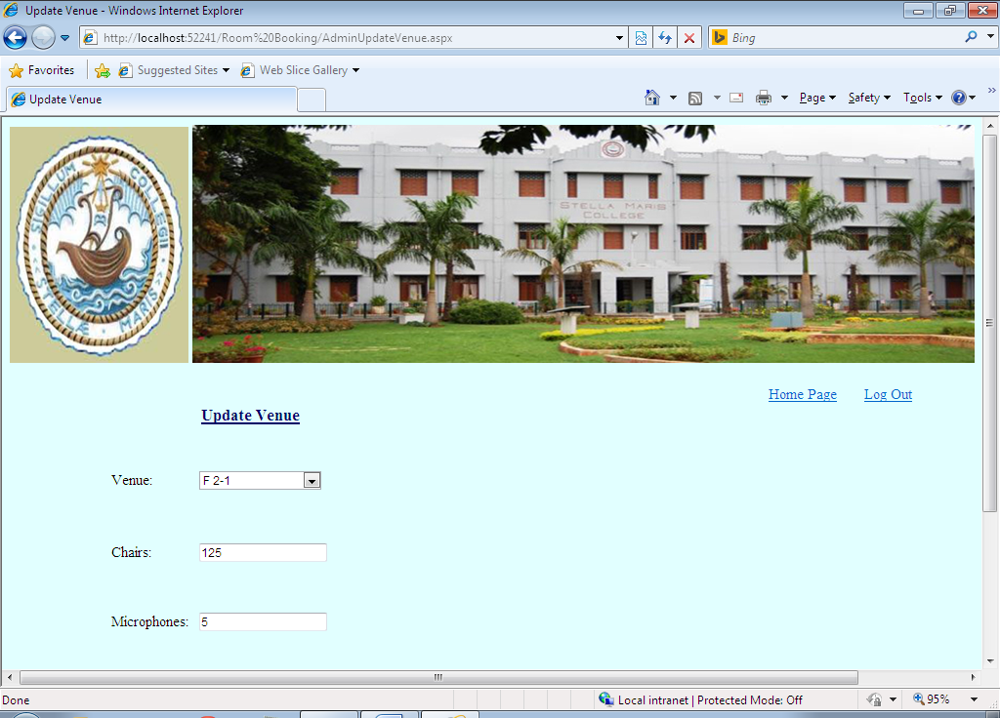 Update Venue - Windows Internet Explorer
http://localhost:52241/Room%20Booking/AdminUpdateVenue.aspx
Bing
Favorites
Suggested Sites
Web Slice Gallery
Update Venue
Page
Safety
Tools
»
SIGILLUM COLLEGII
STELLAE MARIS
STELLA MARIS
COLLEGE
Home Page
Log Out
Update Venue
Venue:
F 2-1
Chairs:
125
Microphones:
5
Done
Local intranet | Protected Mode: Off
95%